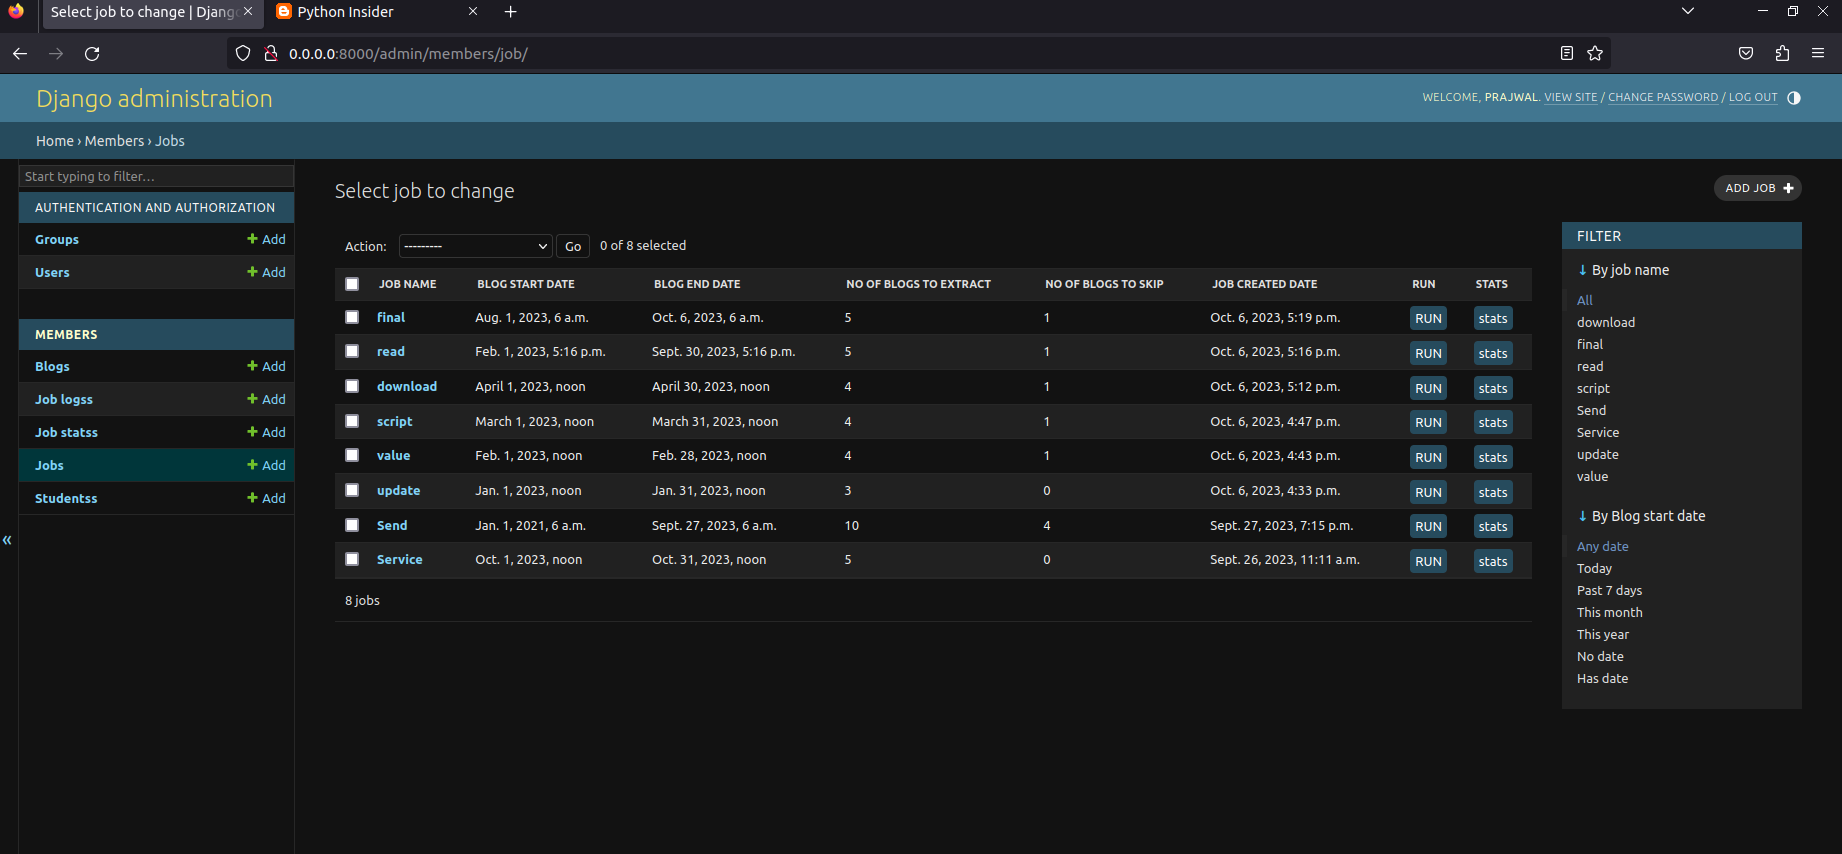 Select job to change | Djang
Python Insider
0.0.0.0:8000/admin/members/job/
Django administration
WELCOME, PRAJWAL. VIEW SITE / CHANGE PASSWORD / LOG OUT
Home › Members › Jobs
Start typing to filter...
AUTHENTICATION AND AUTHORIZATION
Groups + Add
Users + Add
MEMBERS
Blogs + Add
Job logss + Add
Job statss + Add
Jobs + Add
Studentss + Add
«
Select job to change
ADD JOB +
Action: --------- Go 0 of 8 selected
JOB NAME BLOG START DATE BLOG END DATE NO OF BLOGS TO EXTRACT NO OF BLOGS TO SKIP JOB CREATED DATE RUN STATS
final Aug. 1, 2023, 6 a.m. Oct. 6, 2023, 6 a.m. 5 1 Oct. 6, 2023, 5:19 p.m. RUN stats
read Feb. 1, 2023, 5:16 p.m. Sept. 30, 2023, 5:16 p.m. 5 1 Oct. 6, 2023, 5:16 p.m. RUN stats
download April 1, 2023, noon April 30, 2023, noon 4 1 Oct. 6, 2023, 5:12 p.m. RUN stats
script March 1, 2023, noon March 31, 2023, noon 4 1 Oct. 6, 2023, 4:47 p.m. RUN stats
value Feb. 1, 2023, noon Feb. 28, 2023, noon 4 1 Oct. 6, 2023, 4:43 p.m. RUN stats
update Jan. 1, 2023, noon Jan. 31, 2023, noon 3 0 Oct. 6, 2023, 4:33 p.m. RUN stats
Send Jan. 1, 2021, 6 a.m. Sept. 27, 2023, 6 a.m. 10 4 Sept. 27, 2023, 7:15 p.m. RUN stats
Service Oct. 1, 2023, noon Oct. 31, 2023, noon 5 0 Sept. 26, 2023, 11:11 a.m. RUN stats
8 jobs
FILTER
↓ By job name
All
download
final
read
script
Send
Service
update
value
↓ By Blog start date
Any date
Today
Past 7 days
This month
This year
No date
Has date